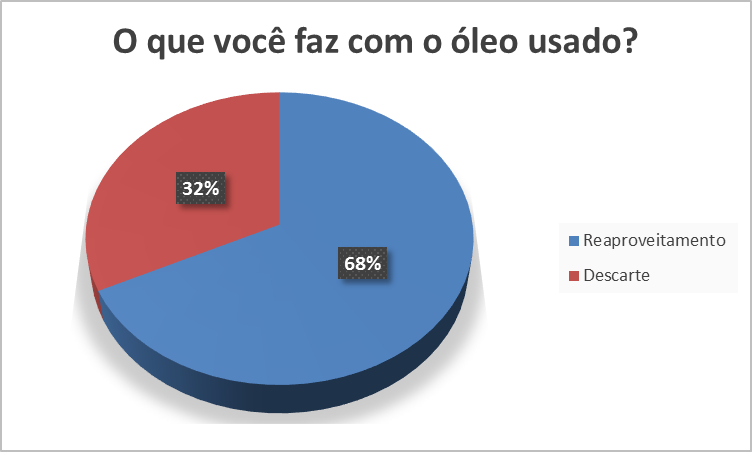 O que você faz com o óleo usado?
32%
68%
Reaproveitamento
Descarte